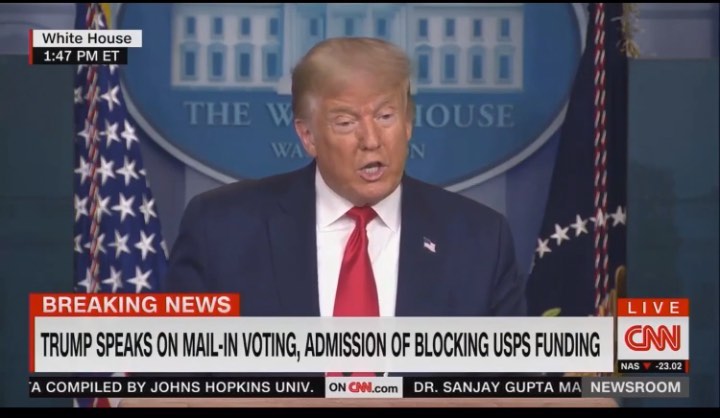 White House
1:47 PM ET
THE W
OUSE
WA
N
BREAKING NEWS
TRUMP SPEAKS ON MAIL-IN VOTING, ADMISSION OF BLOCKING USPS FUNDING
LIVE
CNN
NAS ▼ -23.02
'A COMPILED BY JOHNS HOPKINS UNIV.
ON CNN.com
DR. SANJAY GUPTA MA
NEWSROOM